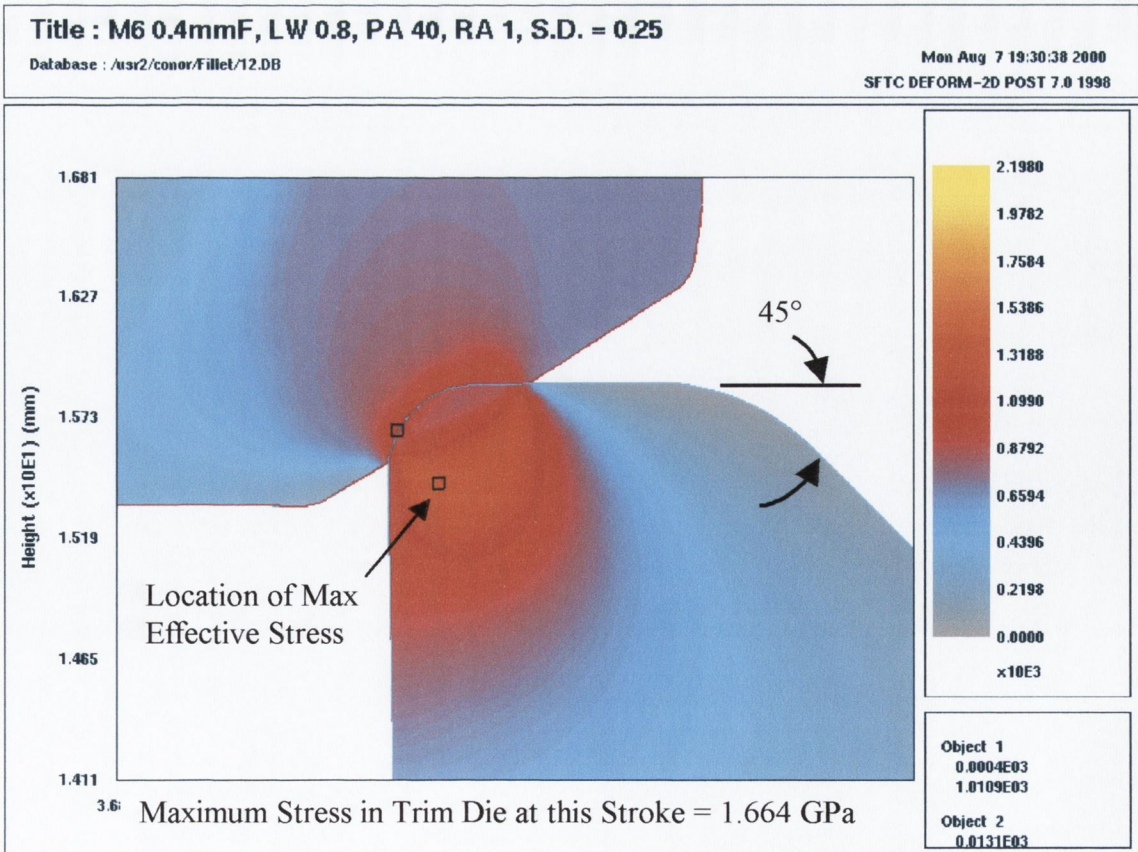 Title : M6 0.4mmF, LW 0.8, PA 40, RA 1, S.D. = 0.25
Database : /usr2/conor/Fillet/12.DB
Mon Aug 7 19:30:38 2000
SFTC DEFORM-2D POST 7.0 1998
Height (x10E1) (mm)
1.681
1.627
1.573
1.519
1.465
1.411
45°
Location of Max
Effective Stress
2.1980
1.9782
1.7584
1.5386
1.3188
1.0990
0.8792
0.6594
0.4396
0.2198
0.0000
x10E3
Maximum Stress in Trim Die at this Stroke = 1.664 GPa
Object 1
0.0004E03
1.0109E03
Object 2
0.0131E03